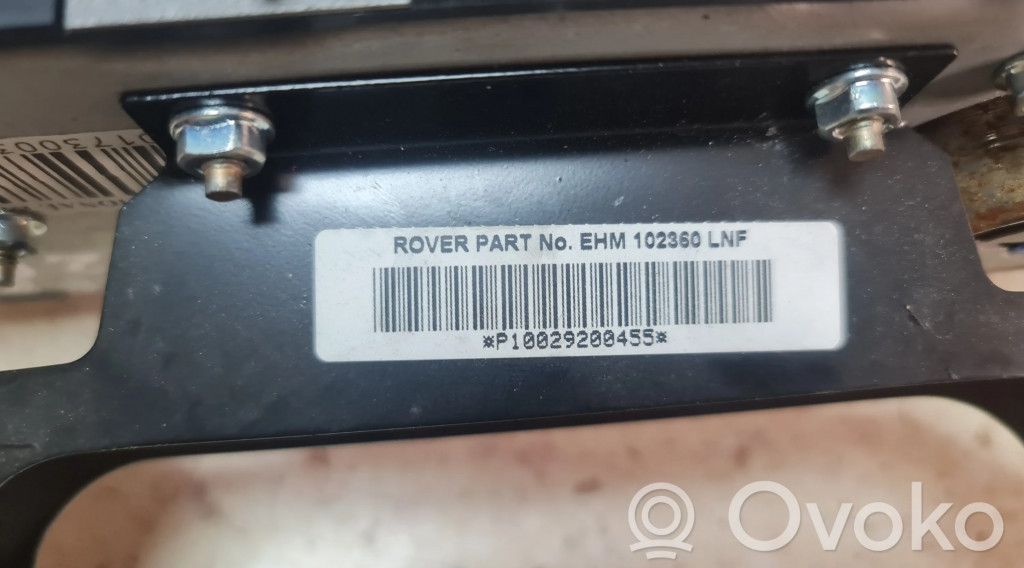 ROVER PART No. EHM 102360 LNF
*P10029200455*
Ovoko